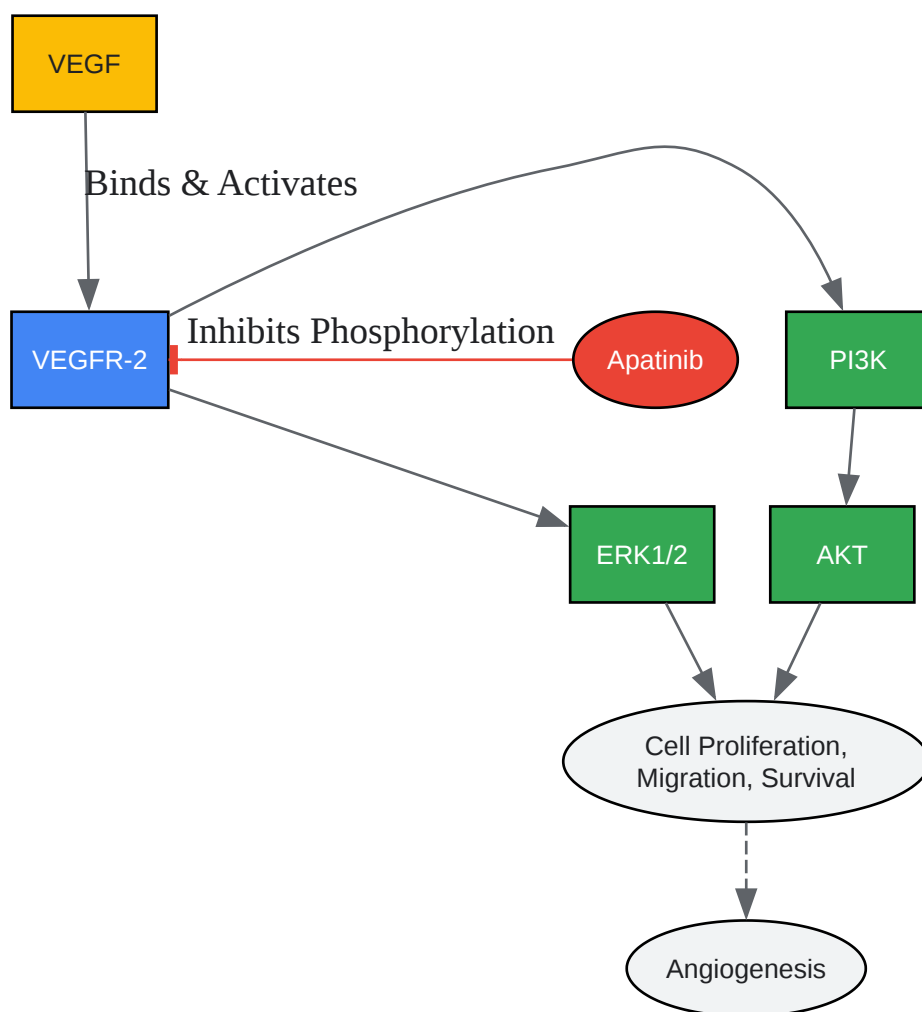 VEGF
Binds & Activates
Inhibits Phosphorylation
VEGFR-2
Apatinib
PI3K
ERK1/2
AKT
Cell Proliferation,
Migration, Survival
Angiogenesis